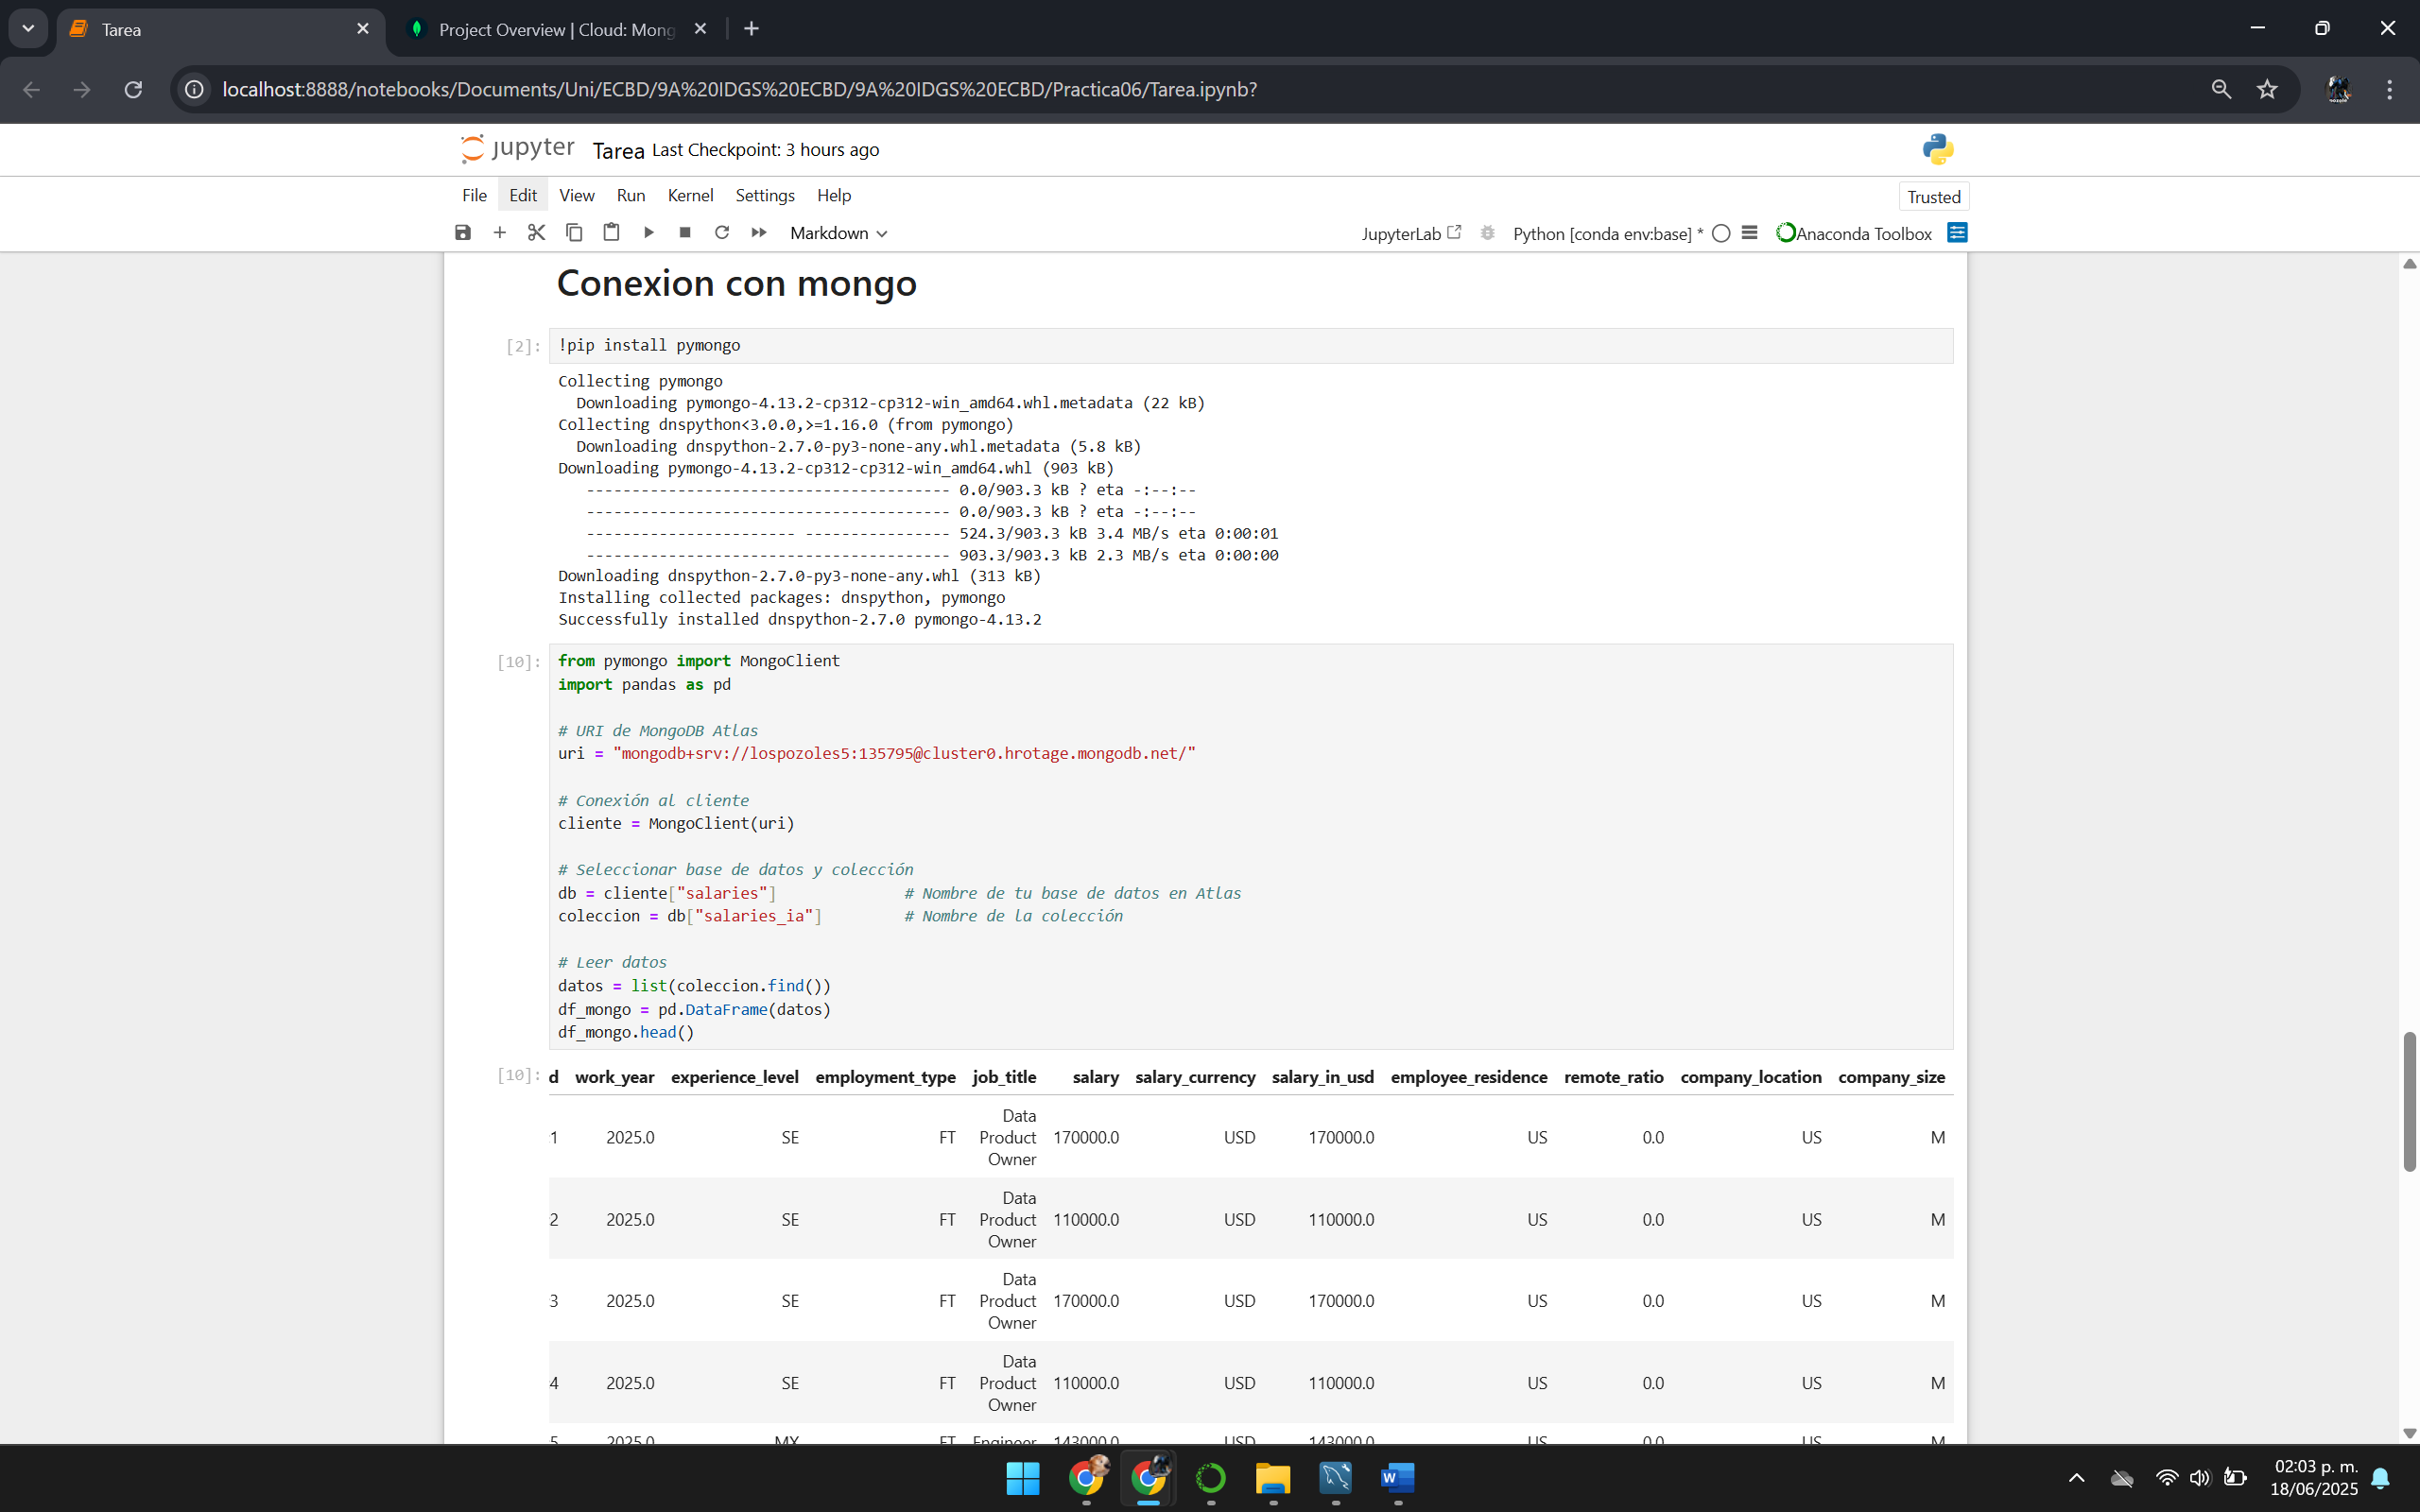 Tarea
Project Overview | Cloud: Mong
localhost:8888/notebooks/Documents/Uni/ECBD/9A%20IDGS%20ECBD/9A%20IDGS%20ECBD/Practica06/Tarea.ipynb?
jupyter Tarea Last Checkpoint: 3 hours ago
File Edit View Run Kernel Settings Help Trusted
Markdown JupyterLab Python [conda env:base] * Anaconda Toolbox
Conexion con mongo
[2]: !pip install pymongo
Collecting pymongo
Downloading pymongo-4.13.2-cp312-cp312-win_amd64.whl.metadata (22 kB)
Collecting dnspython<3.0.0,>=1.16.0 (from pymongo)
Downloading dnspython-2.7.0-py3-none-any.whl.metadata (5.8 kB)
Downloading pymongo-4.13.2-cp312-cp312-win_amd64.whl (903 kB)
---------------------------------------- 0.0/903.3 kB ? eta -:--:--
---------------------------------------- 0.0/903.3 kB ? eta -:--:--
----------------------- ---------------- 524.3/903.3 kB 3.4 MB/s eta 0:00:01
---------------------------------------- 903.3/903.3 kB 2.3 MB/s eta 0:00:00
Downloading dnspython-2.7.0-py3-none-any.whl (313 kB)
Installing collected packages: dnspython, pymongo
Successfully installed dnspython-2.7.0 pymongo-4.13.2
[10]: from pymongo import MongoClient
import pandas as pd
# URI de MongoDB Atlas
uri = "mongodb+srv://lospozoles5:135795@cluster0.hrotage.mongodb.net/"
# Conexión al cliente
cliente = MongoClient(uri)
# Seleccionar base de datos y colección
db = cliente["salaries"] # Nombre de tu base de datos en Atlas
coleccion = db["salaries_ia"] # Nombre de la colección
# Leer datos
datos = list(coleccion.find())
df_mongo = pd.DataFrame(datos)
df_mongo.head()
[10]: d work_year experience_level employment_type job_title salary salary_currency salary_in_usd employee_residence remote_ratio company_location company_size
1 2025.0 SE FT Data Product Owner 170000.0 USD 170000.0 US 0.0 US M
2 2025.0 SE FT Data Product Owner 110000.0 USD 110000.0 US 0.0 US M
3 2025.0 SE FT Data Product Owner 170000.0 USD 170000.0 US 0.0 US M
4 2025.0 SE FT Data Product Owner 110000.0 USD 110000.0 US 0.0 US M
5 2025.0 MX FT Engineer 143000.0 USD 143000.0 US 0.0 US M
02:03 p. m.
18/06/2025